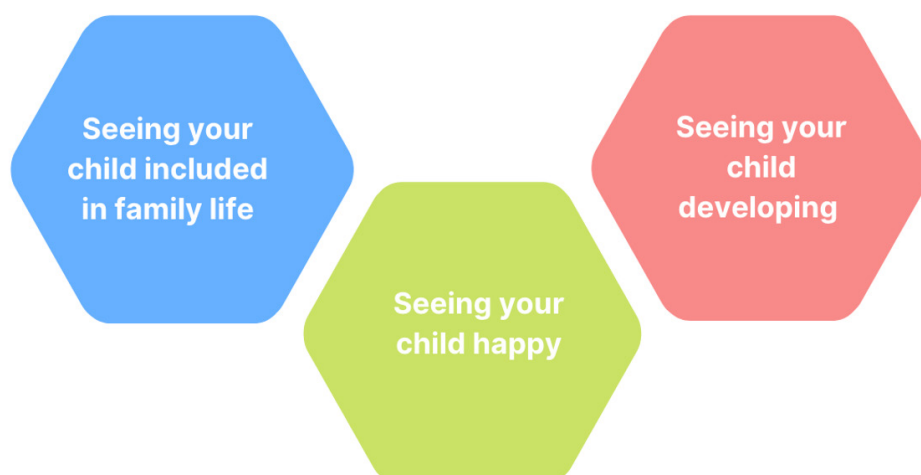 Seeing your
child included
in family life
Seeing your
child
developing
Seeing your
child happy